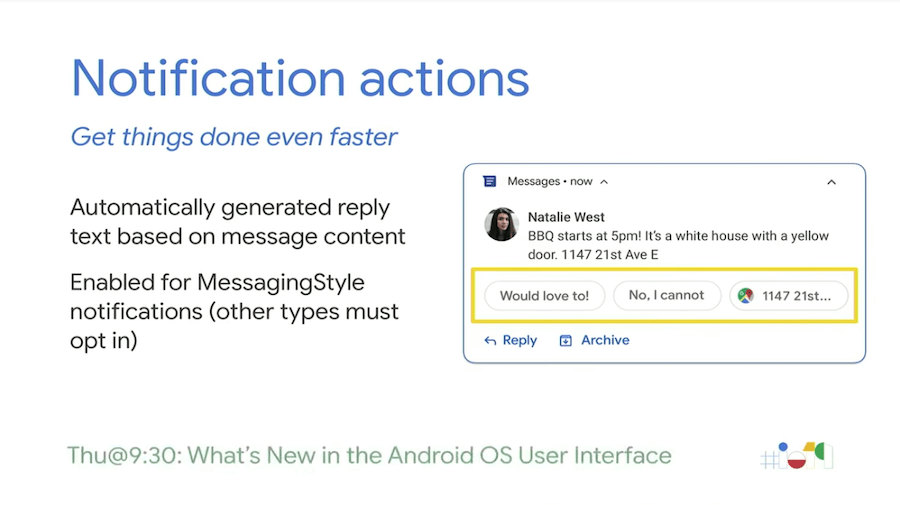 Notification actions
Get things done even faster
Automatically generated reply
text based on message content
Enabled for MessagingStyle
notifications (other types must
opt in)
Messages • now
Natalie West
BBQ starts at 5pm! It's a white house with a yellow
door. 1147 21st Ave E
Would love to! No, I cannot 1147 21st...
Reply Archive
Thu@9:30: What's New in the Android OS User Interface
#io19